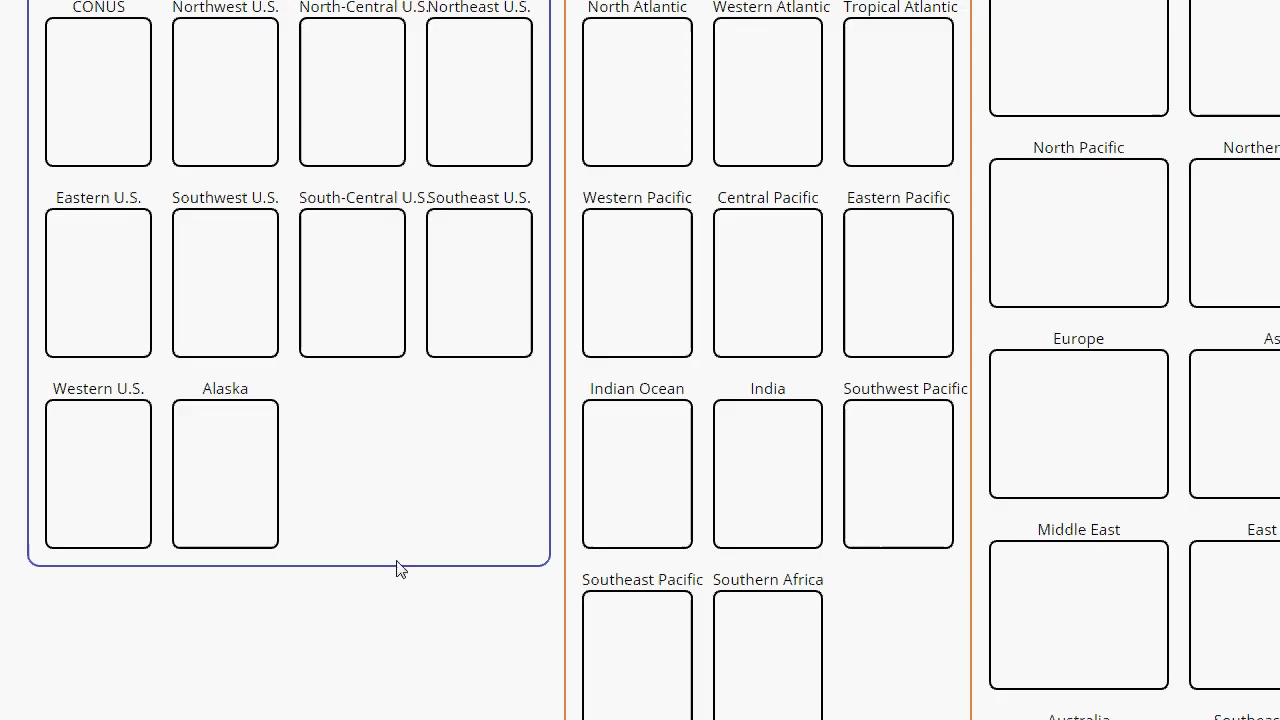 CONUS Northwest U.S. North-Central U.S. Northeast U.S.
Eastern U.S. Southwest U.S. South-Central U.S. Southeast U.S.
Western U.S. Alaska
North Atlantic Western Atlantic Tropical Atlantic
Western Pacific Central Pacific Eastern Pacific
Indian Ocean India Southwest Pacific
Southeast Pacific Southern Africa
North Pacific
Europe
Middle East East
Australia